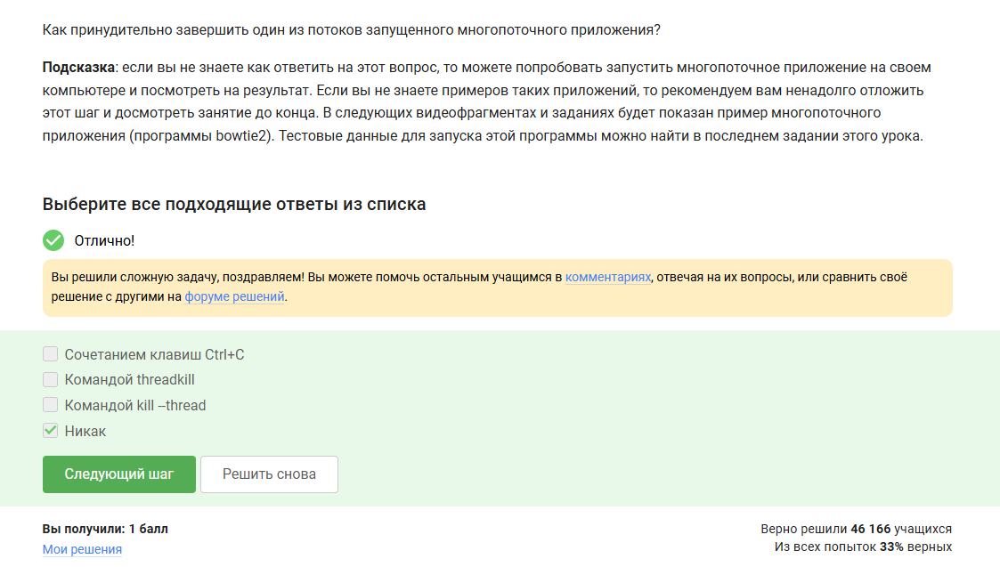 Как принудительно завершить один из потоков запущенного многопоточного приложения?
Подсказка: если вы не знаете как ответить на этот вопрос, то можете попробовать запустить многопоточное приложение на своем
компьютере и посмотреть на результат. Если вы не знаете примеров таких приложений, то рекомендуем вам ненадолго отложить
этот шаг и досмотреть занятие до конца. В следующих видеофрагментах и заданиях будет показан пример многопоточного
приложения (программы bowtie2). Тестовые данные для запуска этой программы можно найти в последнем задании этого урока.
Выберите все подходящие ответы из списка
Отлично!
Вы решили сложную задачу, поздравляем! Вы можете помочь остальным учащимся в комментариях, отвечая на их вопросы, или сравнить своё
решение с другими на форуме решений.
Сочетанием клавиш Ctrl+C
Командой threadkill
Командой kill --thread
Никак
Следующий шаг
Решить снова
Вы получили: 1 балл
Верно решили 46 166 учащихся
Мои решения
Из всех попыток 33% верных